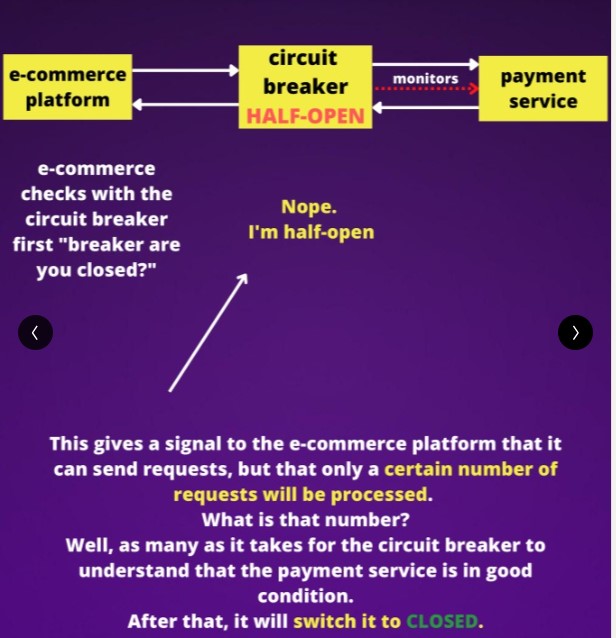 e-commerce
platform
circuit
breaker
HALF-OPEN
monitors
payment
service
e-commerce
checks with the
circuit breaker
first "breaker are
you closed?"
Nope.
I'm half-open
This gives a signal to the e-commerce platform that it
can send requests, but that only a certain number of
requests will be processed.
What is that number?
Well, as many as it takes for the circuit breaker to
understand that the payment service is in good
condition.
After that, it will switch it to CLOSED.